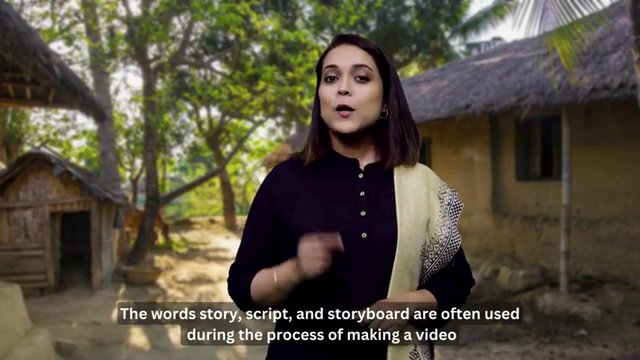 The words story, script, and storyboard are often used
during the process of making a video